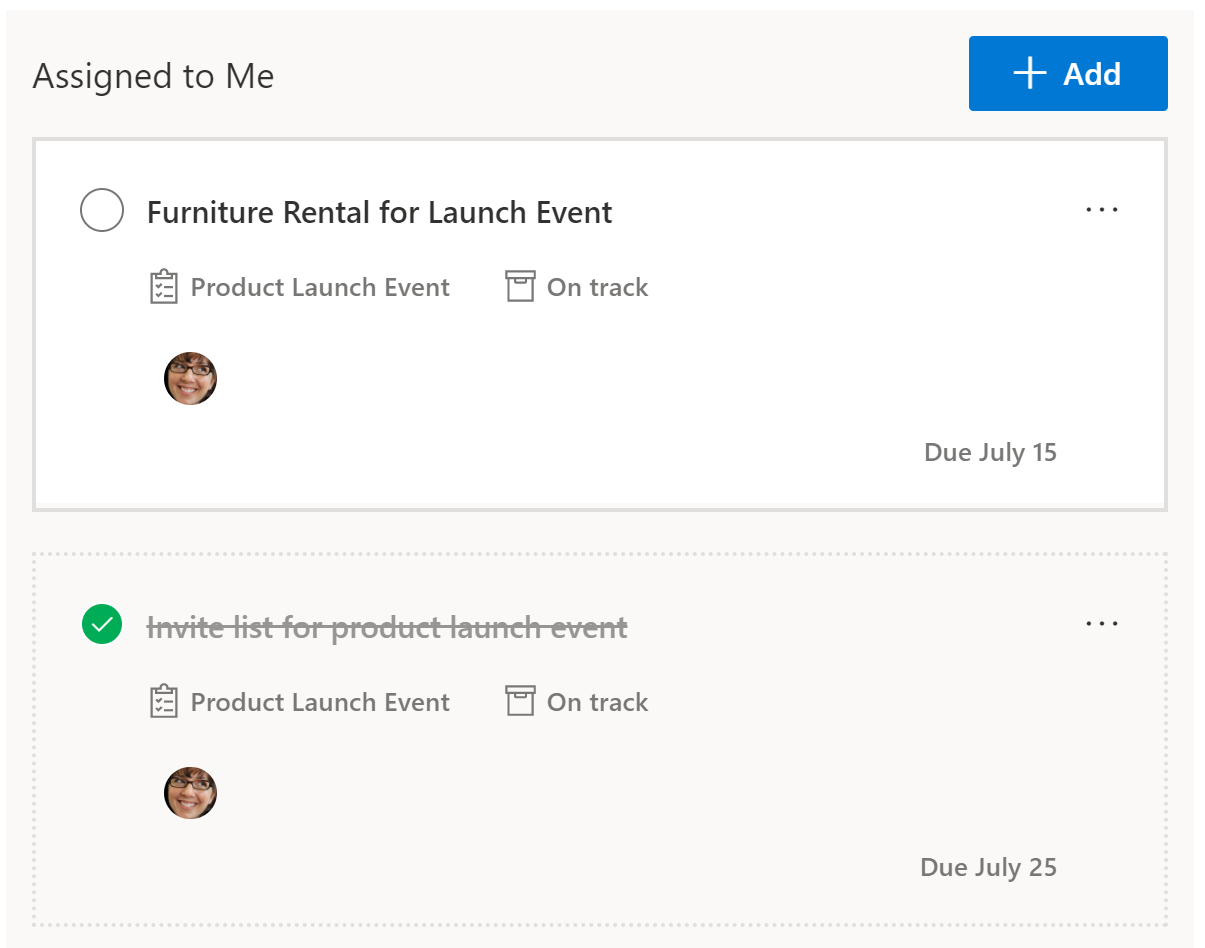 Assigned to Me
+ Add
Furniture Rental for Launch Event
Product Launch Event On track
Due July 15
Invite list for product launch event
Product Launch Event On track
Due July 25